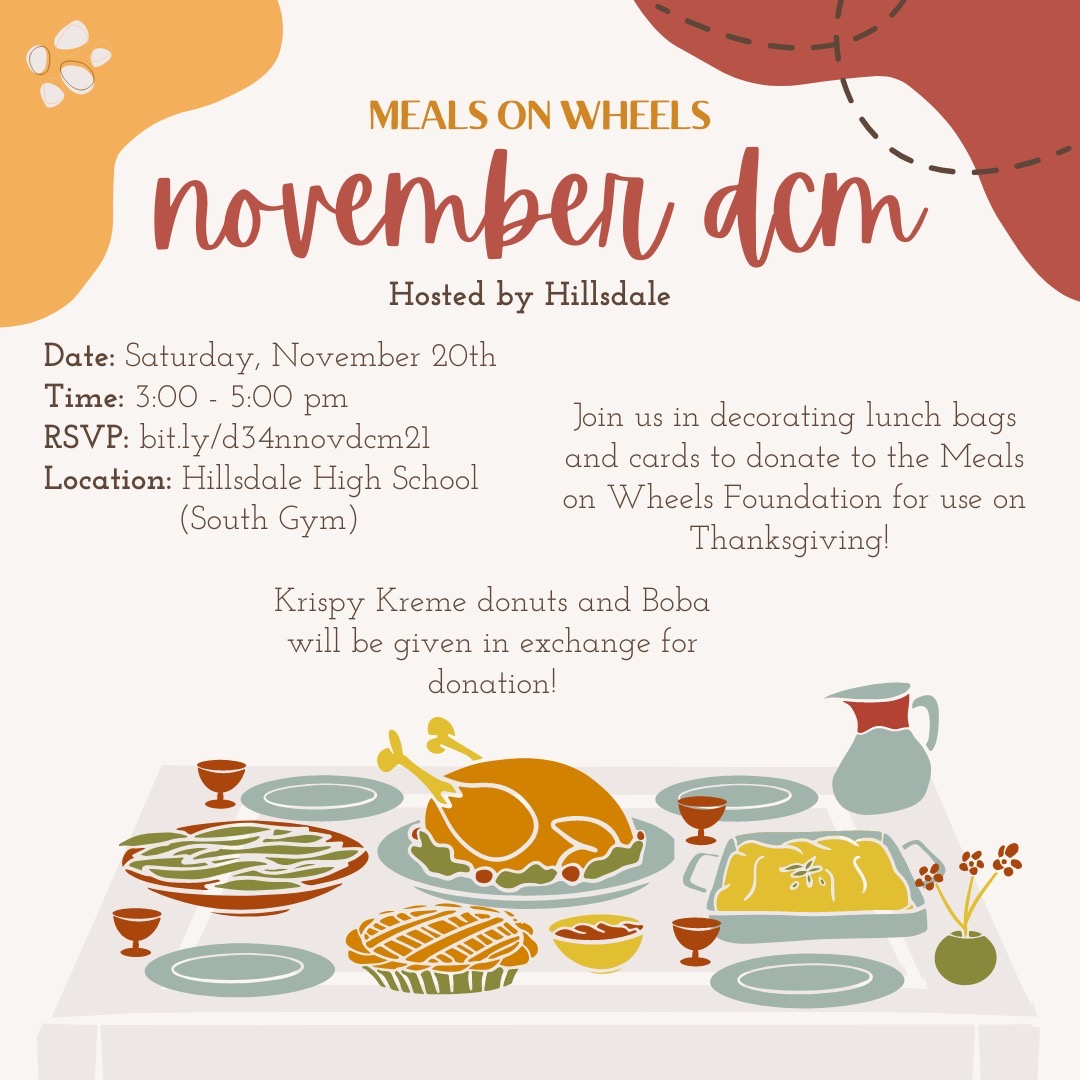 MEALS ON WHEELS
november dcm
Hosted by Hillsdale
Date: Saturday, November 20th
Time: 3:00 - 5:00 pm
RSVP: bit.ly/d34nnovdcm21
Location: Hillsdale High School
(South Gym)
Join us in decorating lunch bags
and cards to donate to the Meals
on Wheels Foundation for use on
Thanksgiving!
Krispy Kreme donuts and Boba
will be given in exchange for
donation!